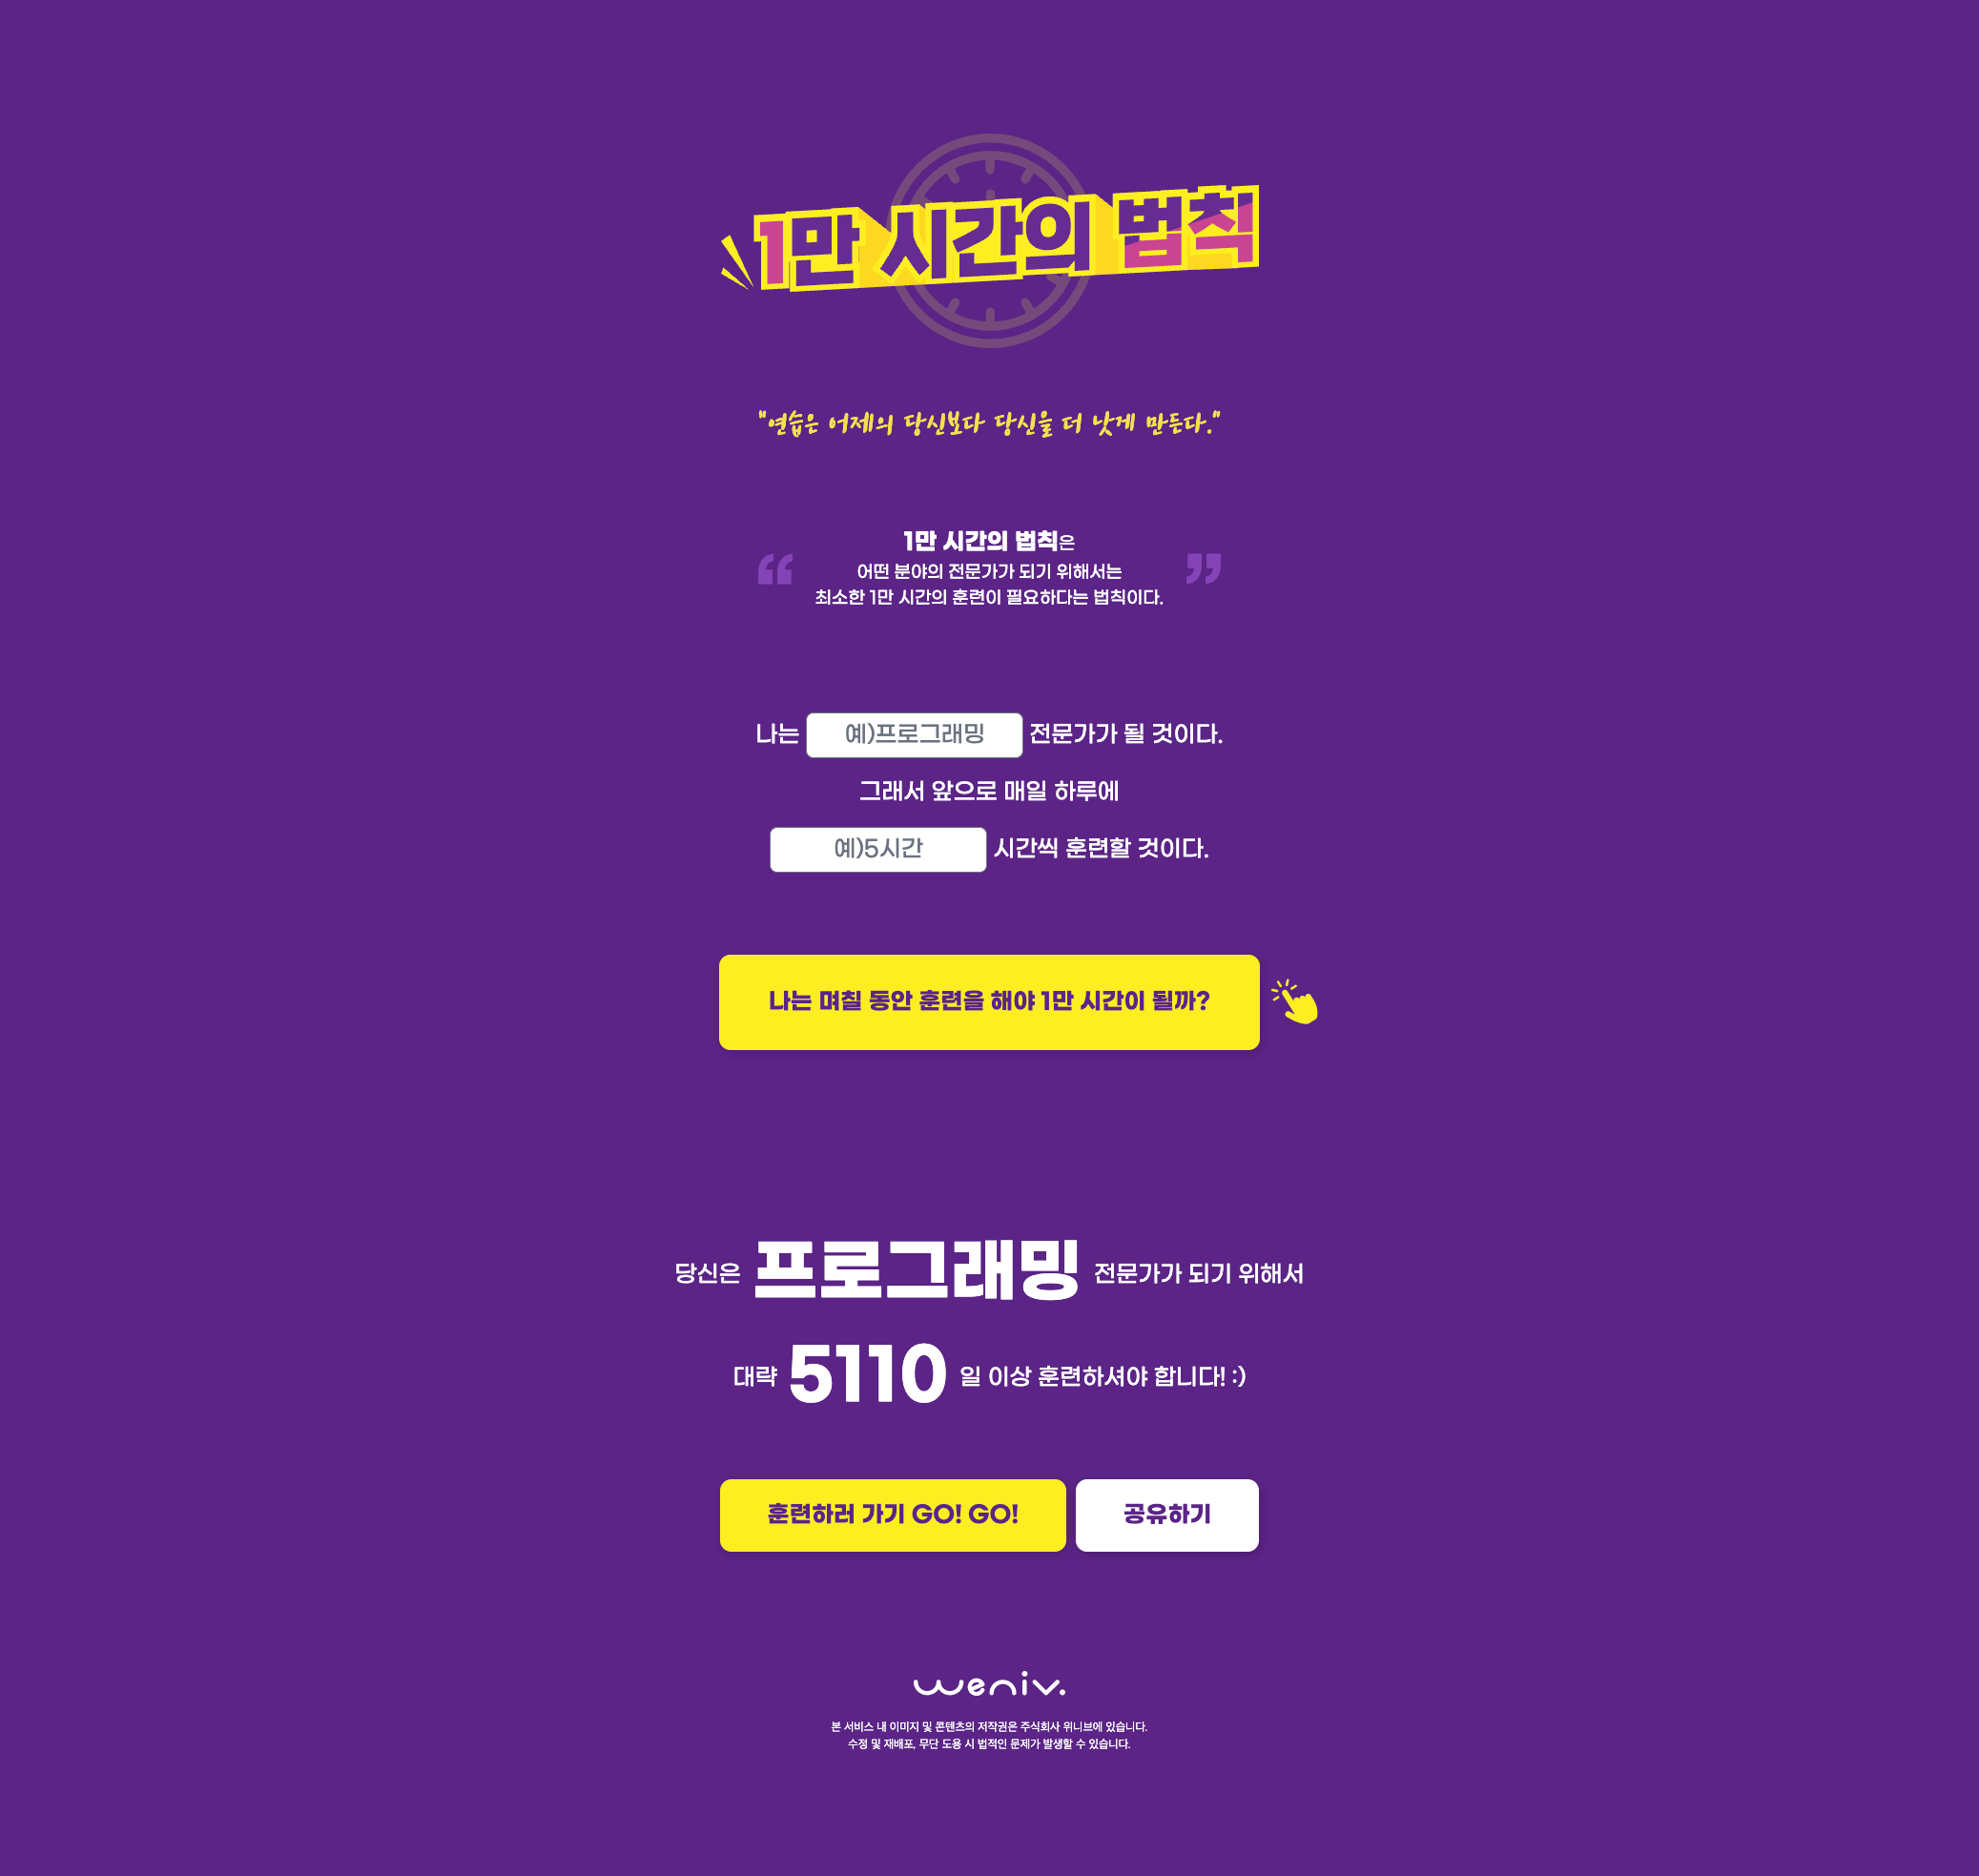 1만 시간의 법칙
"연습은 어제의 당신보다 당신을 더 낫게 만든다."
1만 시간의 법칙은
어떤 분야의 전문가가 되기 위해서는
최소한 1만 시간의 훈련이 필요하다는 법칙이다.
나는 예)프로그래밍 전문가가 될 것이다.
그래서 앞으로 매일 하루에
예)5시간 시간씩 훈련할 것이다.
나는 며칠 동안 훈련을 해야 1만 시간이 될까?
당신은 프로그래밍 전문가가 되기 위해서
대략 5110 일 이상 훈련하셔야 합니다! :)
훈련하러 가기 GO! GO! 공유하기
weniv.
본 서비스 내 이미지 및 콘텐츠의 저작권은 주식회사 위니브에 있습니다.
수정 및 재배포, 무단 도용 시 법적인 문제가 발생할 수 있습니다.